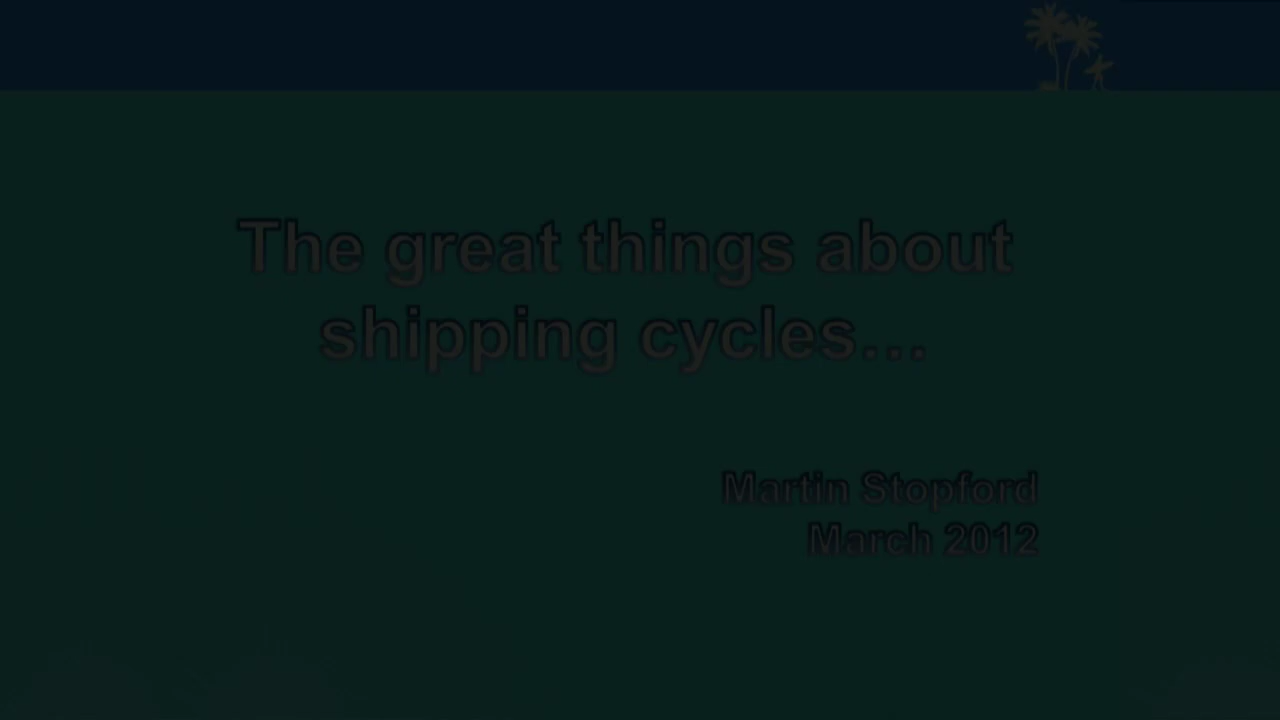 The great things about
shipping cycles…
Martin Stopford
March 2012